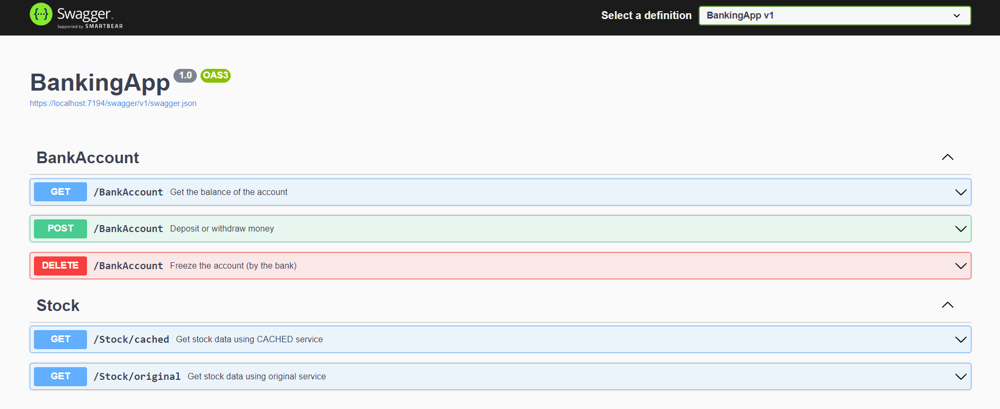 Swagger
Supported by SMARTBEAR
Select a definition
BankingApp v1
BankingApp 1.0 OAS3
https://localhost:7194/swagger/v1/swagger.json
BankAccount
GET /BankAccount Get the balance of the account
POST /BankAccount Deposit or withdraw money
DELETE /BankAccount Freeze the account (by the bank)
Stock
GET /Stock/cached Get stock data using CACHED service
GET /Stock/original Get stock data using original service